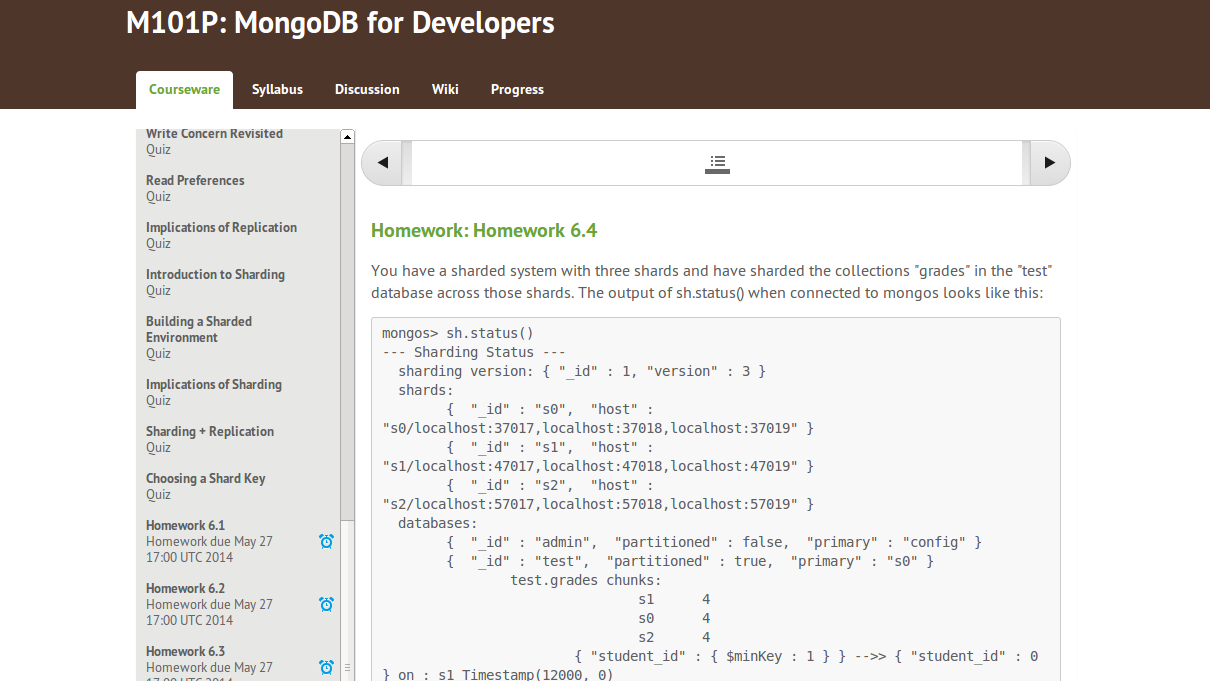 M101P: MongoDB for Developers
Courseware
Syllabus
Discussion
Wiki
Progress
Write Concern Revisited
Quiz
Read Preferences
Quiz
Implications of Replication
Quiz
Introduction to Sharding
Quiz
Building a Sharded
Environment
Quiz
Implications of Sharding
Quiz
Sharding + Replication
Quiz
Choosing a Shard Key
Quiz
Homework 6.1
Homework due May 27
17:00 UTC 2014
Homework 6.2
Homework due May 27
17:00 UTC 2014
Homework 6.3
Homework due May 27
17:00 UTC 2014
Homework: Homework 6.4
You have a sharded system with three shards and have sharded the collections "grades" in the "test"
database across those shards. The output of sh.status() when connected to mongos looks like this:
mongos> sh.status()
--- Sharding Status ---
sharding version: { "_id" : 1, "version" : 3 }
shards:
{  "_id" : "s0",  "host" :
"s0/localhost:37017,localhost:37018,localhost:37019" }
{  "_id" : "s1",  "host" :
"s1/localhost:47017,localhost:47018,localhost:47019" }
{  "_id" : "s2",  "host" :
"s2/localhost:57017,localhost:57018,localhost:57019" }
databases:
{  "_id" : "admin",  "partitioned" : false,  "primary" : "config" }
{  "_id" : "test",  "partitioned" : true,  "primary" : "s0" }
test.grades chunks:
s1      4
s0      4
s2      4
{ "student_id" : { $minKey : 1 } } -->> { "student_id" : 0
} on : s1 Timestamp(12000, 0)